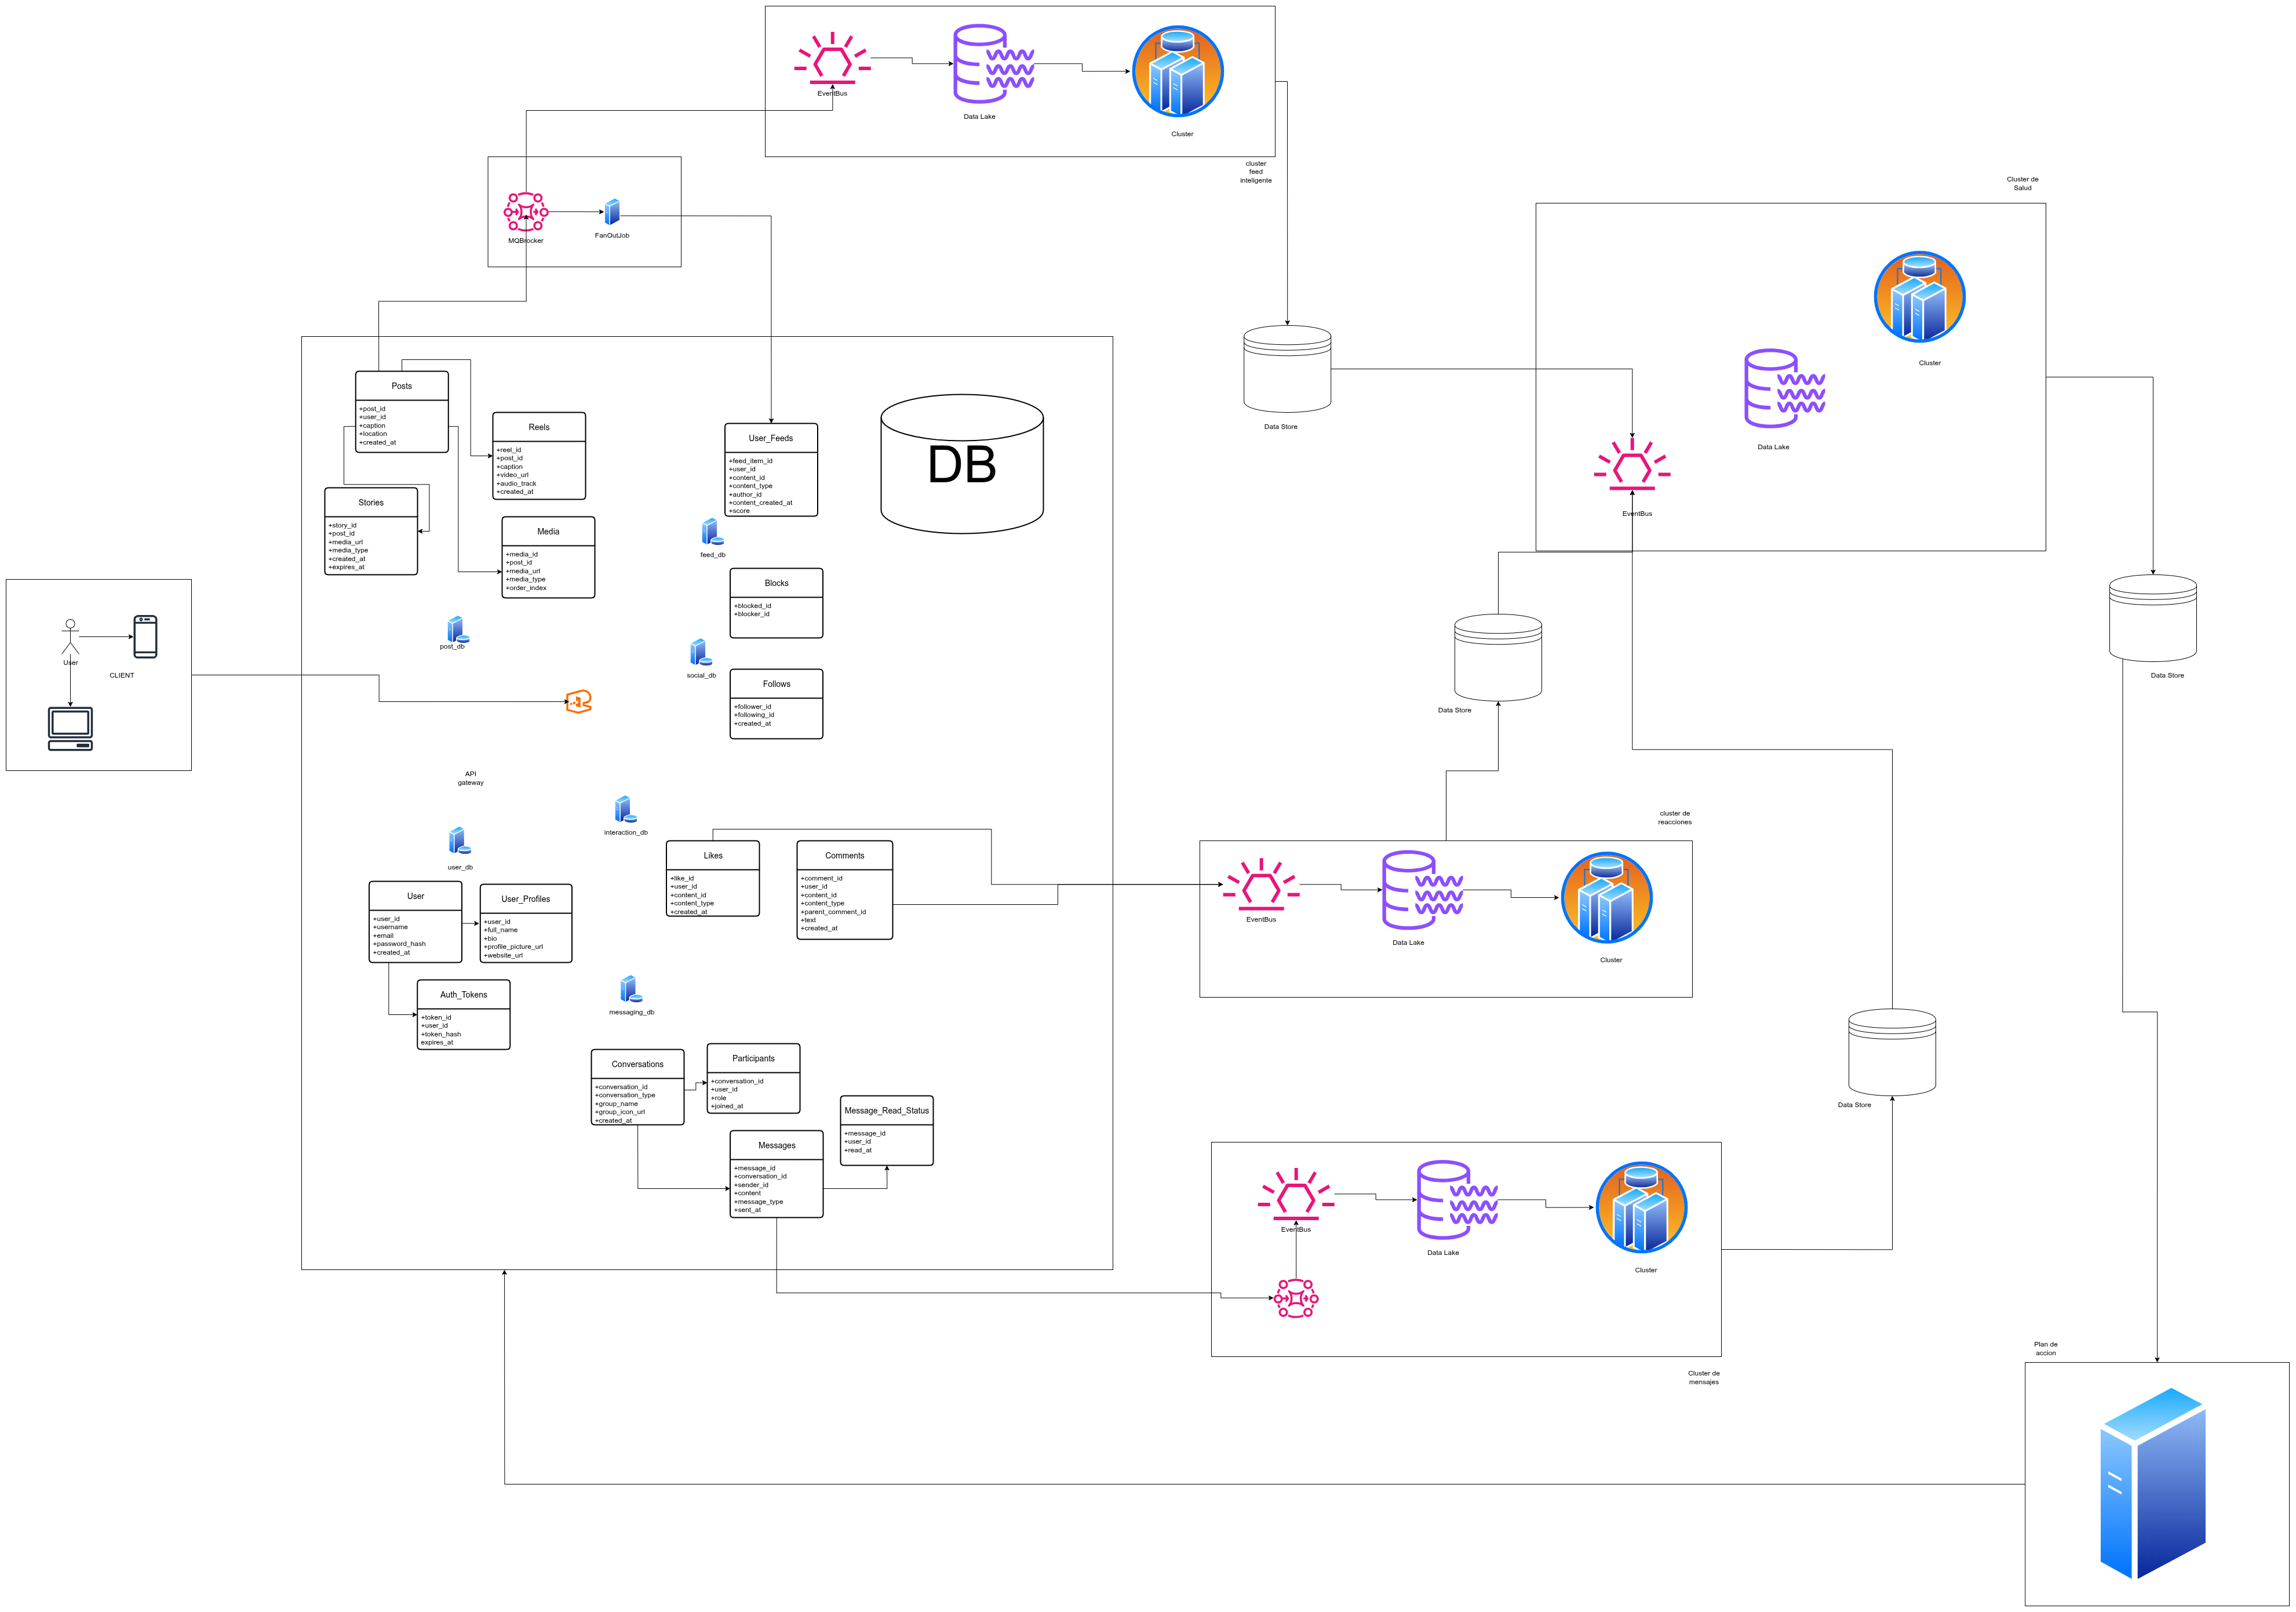 EventBus
Data Lake
Cluster
cluster
feed
inteligente
MQBrocker
FanOutJob
Cluster de
Salud
Cluster
Data Lake
EventBus
Data Store
Posts
+post_id
+user_id
+caption
+location
+created_at
Reels
+reel_id
+post_id
+caption
+video_url
+audio_track
+created_at
Stories
+story_id
+post_id
+media_url
+media_type
+created_at
+expires_at
Media
+media_id
+post_id
+media_url
+media_type
+order_index
User_Feeds
+feed_item_id
+user_id
+content_id
+content_type
+author_id
+content_created_at
+score
DB
feed_db
Blocks
+blocked_id
+blocker_id
post_db
social_db
Follows
+follower_id
+following_id
+created_at
User
CLIENT
API
gateway
Data Store
Data Store
interaction_db
user_db
Likes
+like_id
+user_id
+content_id
+content_type
+created_at
Comments
+comment_id
+user_id
+content_id
+content_type
+parent_comment_id
+text
+created_at
cluster de
reacciones
EventBus
Data Lake
Cluster
User
+user_id
+username
+email
+password_hash
+created_at
User_Profiles
+user_id
+full_name
+bio
+profile_picture_url
+website_url
Auth_Tokens
+token_id
+user_id
+token_hash
expires_at
messaging_db
Conversations
+conversation_id
+conversation_type
+group_name
+group_icon_url
+created_at
Participants
+conversation_id
+user_id
+role
+joined_at
Message_Read_Status
+message_id
+user_id
+read_at
Messages
+message_id
+conversation_id
+sender_id
+content
+message_type
+sent_at
Data Store
EventBus
Data Lake
Cluster
Cluster de
mensajes
Plan de
accion